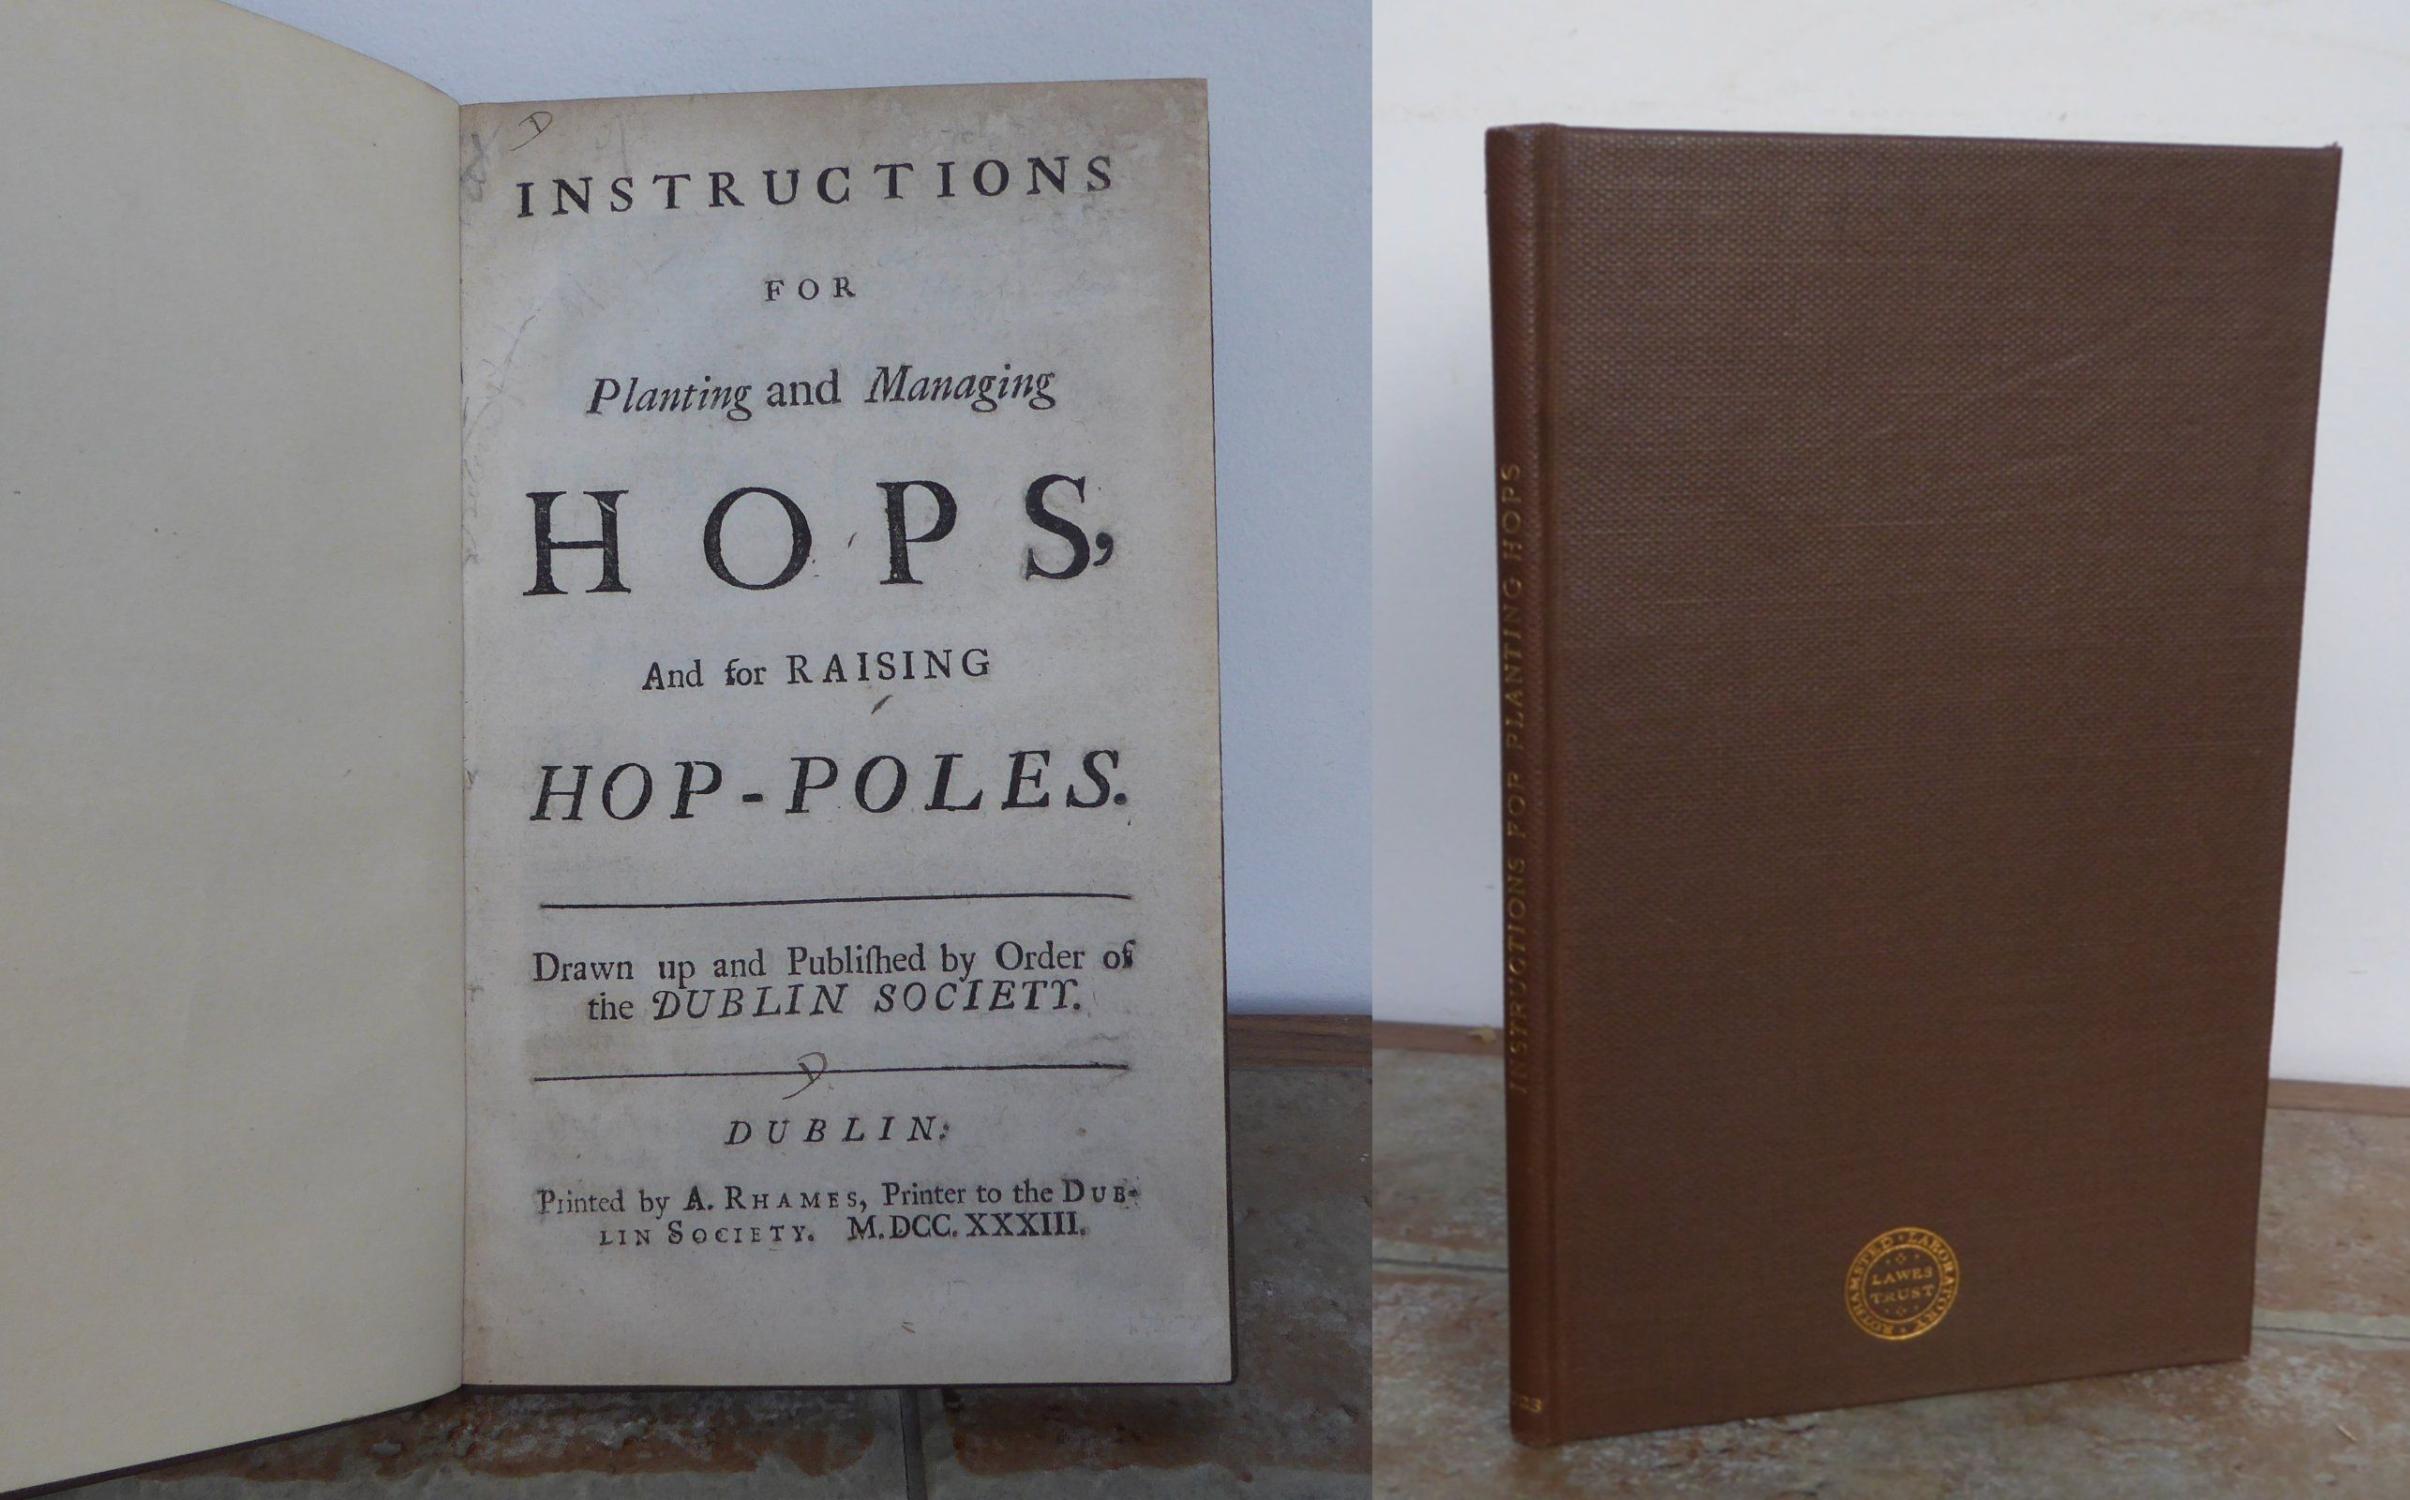 D
INSTRUCTIONS
FOR
Planting and Managing
HOPS,
And for RAISING
HOP-POLES.
Drawn up and Publiſhed by Order of
the DUBLIN SOCIETY.
D
DUBLIN:
Printed by A. RHAMES, Printer to the DUB-
LIN SOCIETY. M.DCC.XXXIII.
INSTRUCTIONS FOR PLANTING HOPS
ROTHAMSTED · LABORATORY ·
LAWES
TRUST